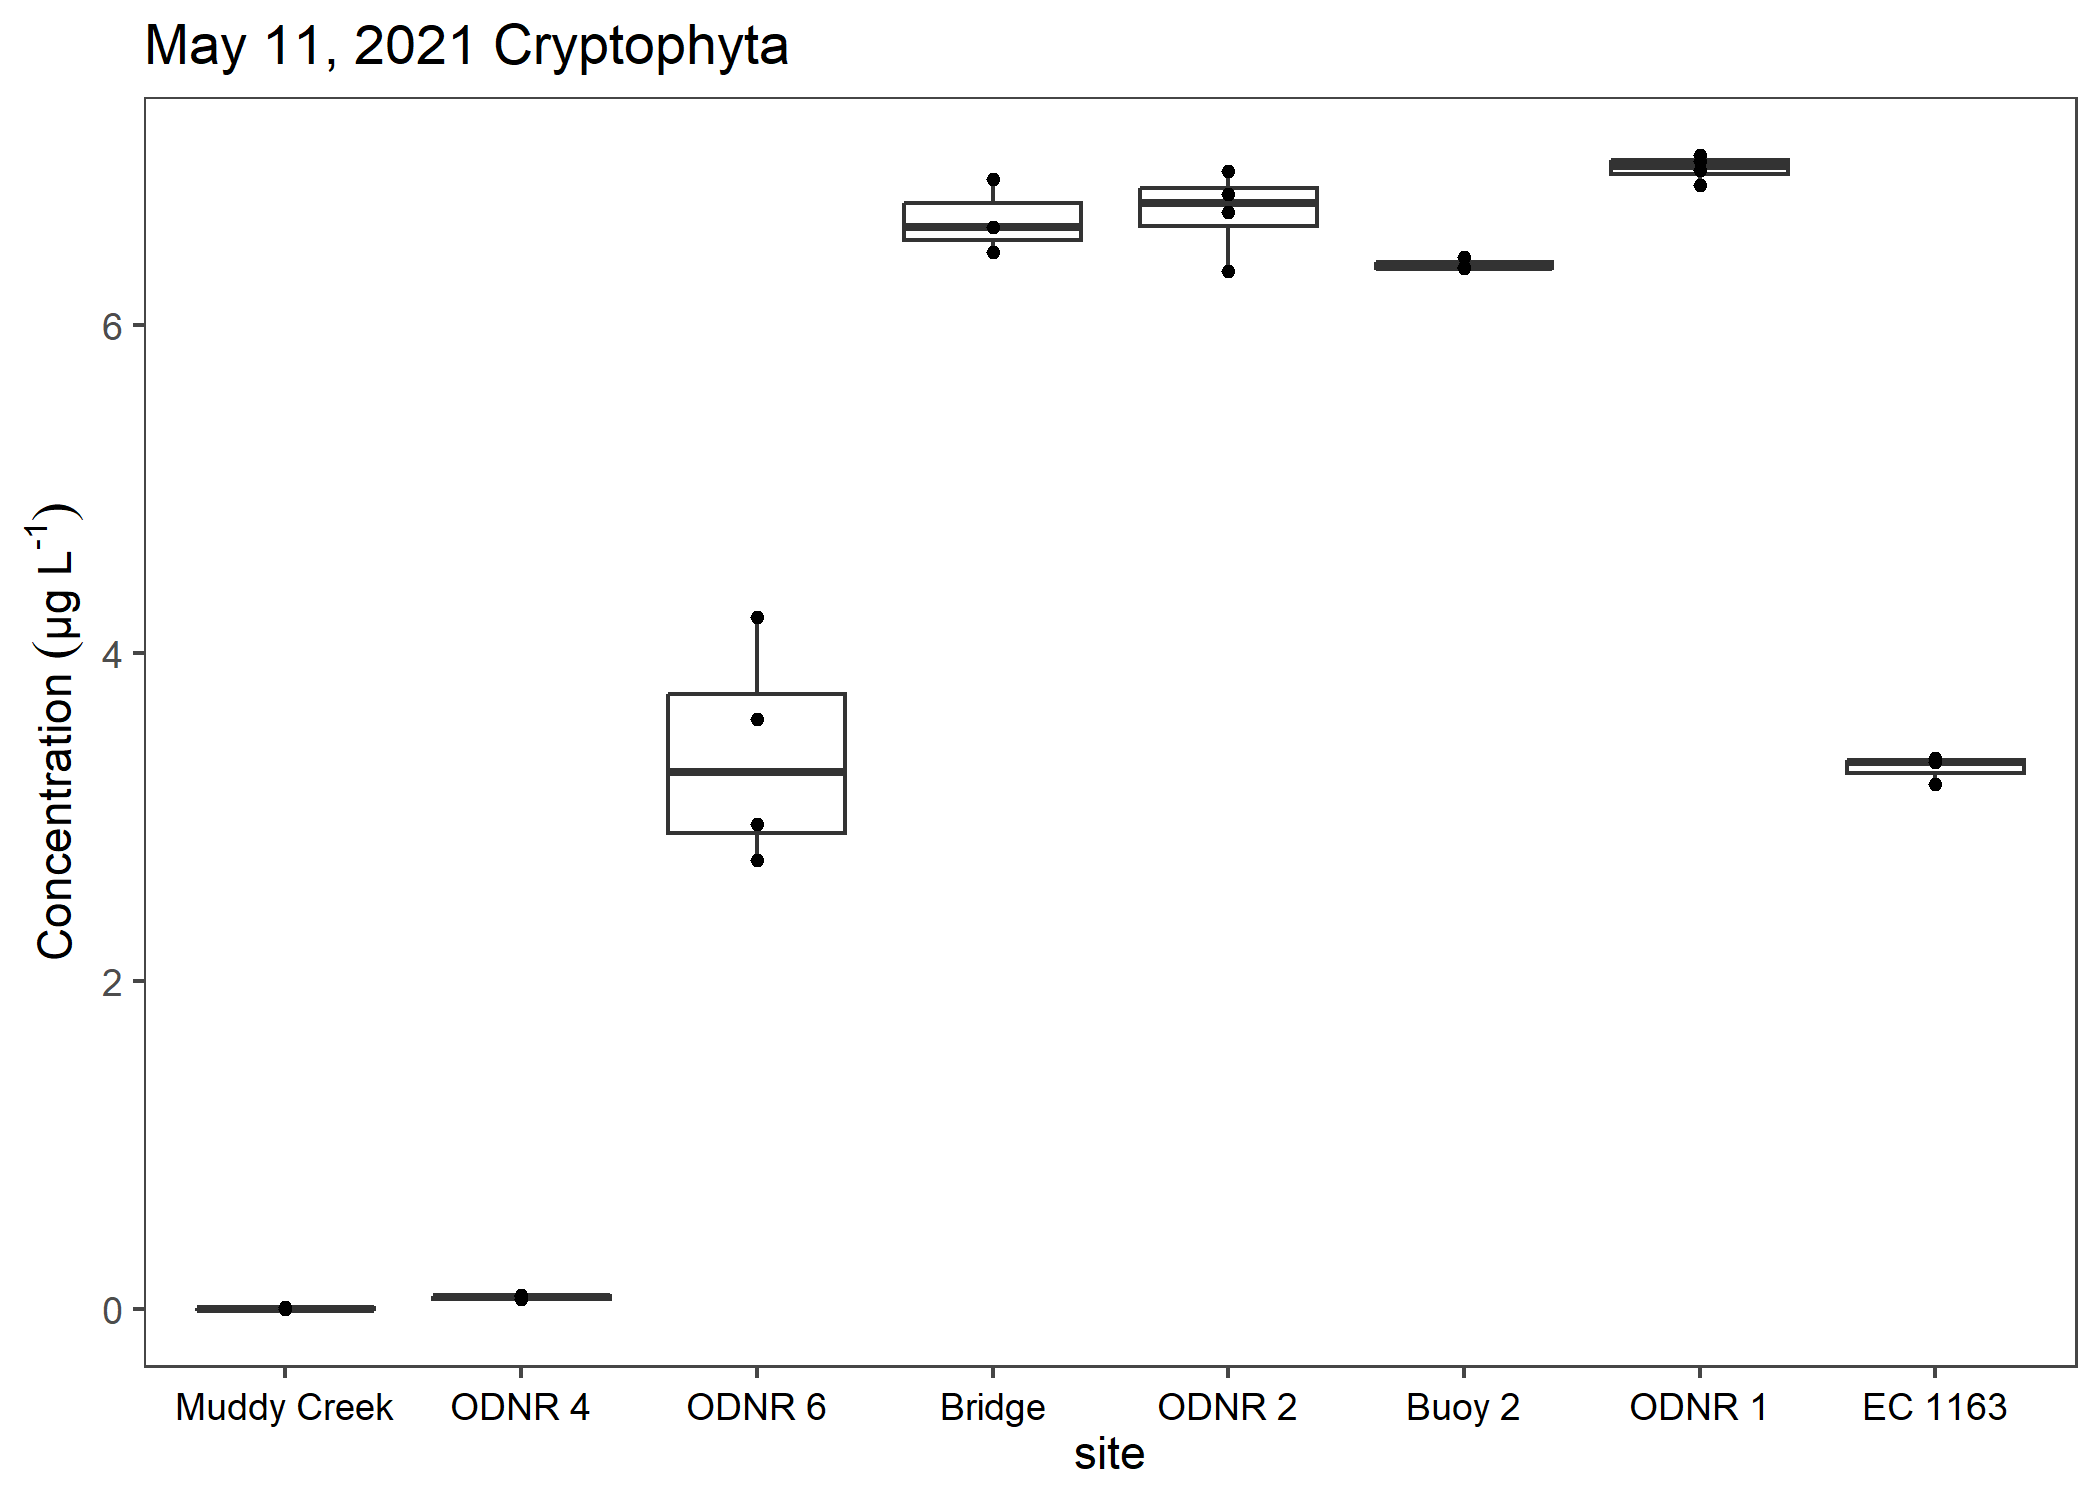 May 11, 2021 Cryptophyta
Concentration (µg L⁻¹)
6
4
2
0
Muddy Creek ODNR 4 ODNR 6 Bridge ODNR 2 Buoy 2 ODNR 1 EC 1163
site